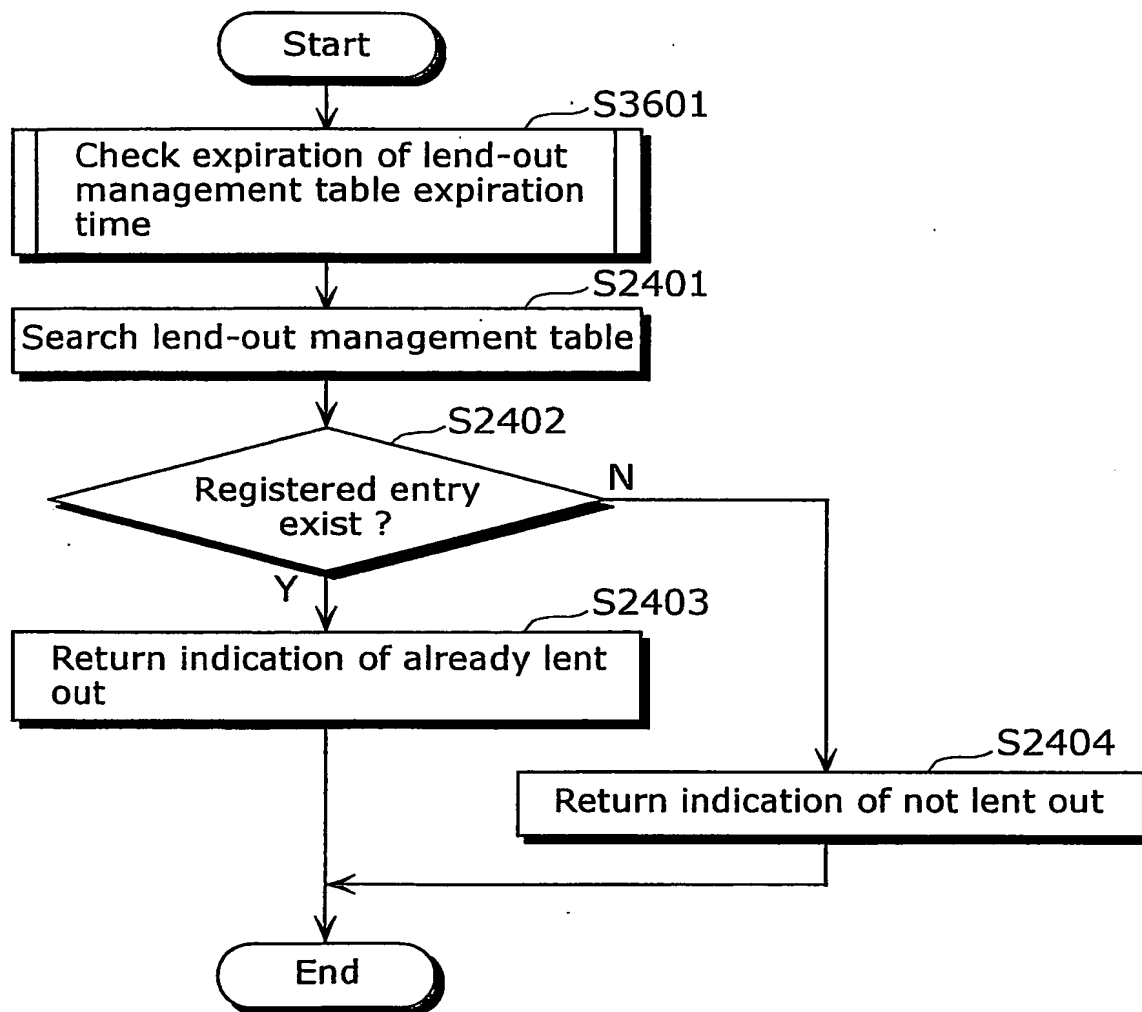 Start
S3601
Check expiration of lend-out
management table expiration
time
S2401
Search lend-out management table
S2402
Registered entry
exist ?
N
Y
S2403
Return indication of already lent
out
S2404
Return indication of not lent out
End